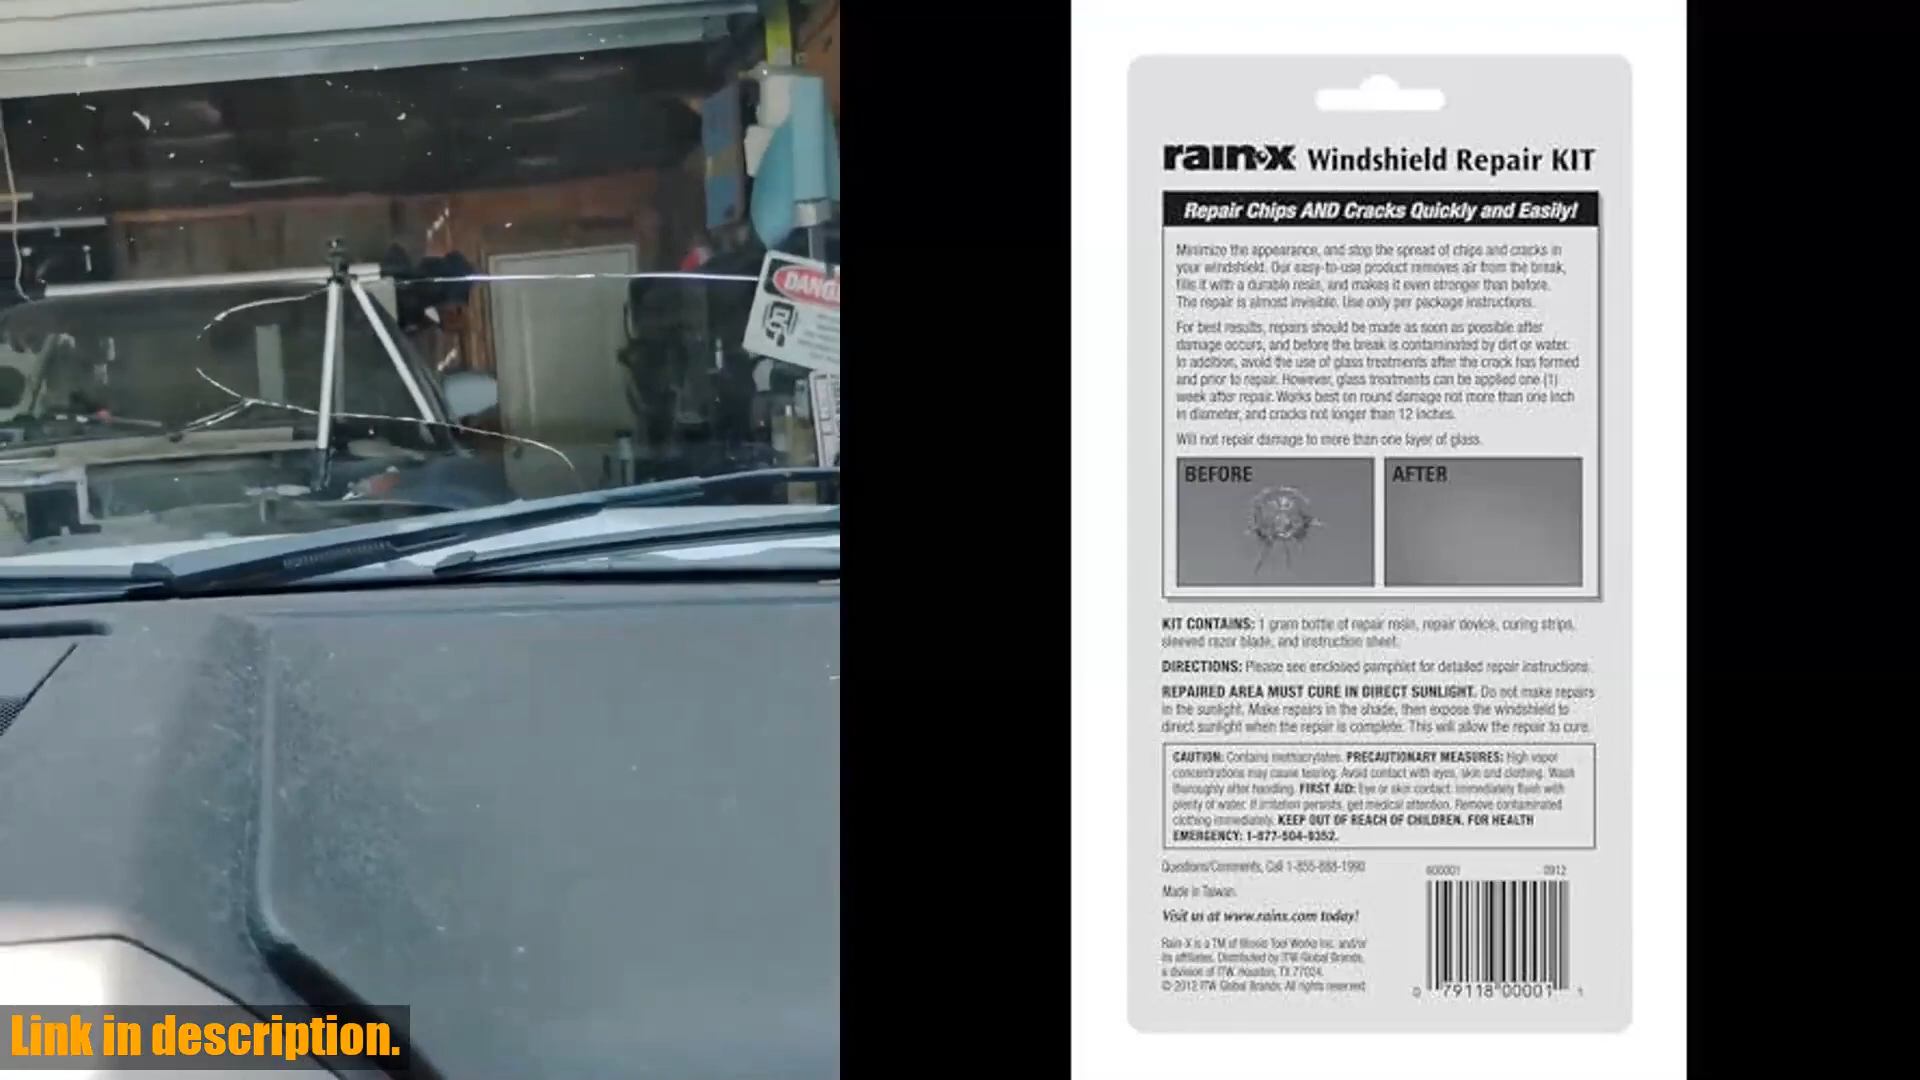 DANG
Link in description.
rain-x Windshield Repair KIT
Repair Chips AND Cracks Quickly and Easily!
Minimize the appearance, and stop the spread of chips and cracks in
your windshield. Our easy-to-use product removes air from the break,
fills it with a durable resin, and makes it even stronger than before.
The repair is almost invisible. Use only per package instructions.
For best results, repairs should be made as soon as possible after
damage occurs, and before the break is contaminated by dirt or water.
In addition, avoid the use of glass treatments after the crack has formed
and prior to repair. However, glass treatments can be applied one (1)
week after repair. Works best on round damage not more than one inch
in diameter, and cracks not longer than 12 inches.
Will not repair damage to more than one layer of glass.
BEFORE
AFTER
KIT CONTAINS: 1 gram bottle of repair resin, repair device, curing strips,
sleeved razor blade, and instruction sheet.
DIRECTIONS: Please see enclosed pamphlet for detailed repair instructions.
REPAIRED AREA MUST CURE IN DIRECT SUNLIGHT. Do not make repairs
in the sunlight. Make repairs in the shade, then expose the windshield to
direct sunlight when the repair is complete. This will allow the repair to cure.
CAUTION: Contains methacrylates. PRECAUTIONARY MEASURES: High vapor
concentrations may cause tearing. Avoid contact with eyes, skin and clothing. Wash
thoroughly after handling. FIRST AID: Eye or skin contact: Immediately flush with
plenty of water. If irritation persists, get medical attention. Remove contaminated
clothing immediately. KEEP OUT OF REACH OF CHILDREN. FOR HEALTH
EMERGENCY: 1-877-504-9352.
Questions/Comments, Call 1-855-888-1990
600001 0912
Made in Taiwan.
Visit us at www.rainx.com today!
Rain-X is a TM of Illinois Tool Works Inc. and/or
its affiliates. Distributed by ITW Global Brands,
a division of ITW, Houston, TX 77024.
© 2012 ITW Global Brands. All rights reserved.
0 79118 00001 1